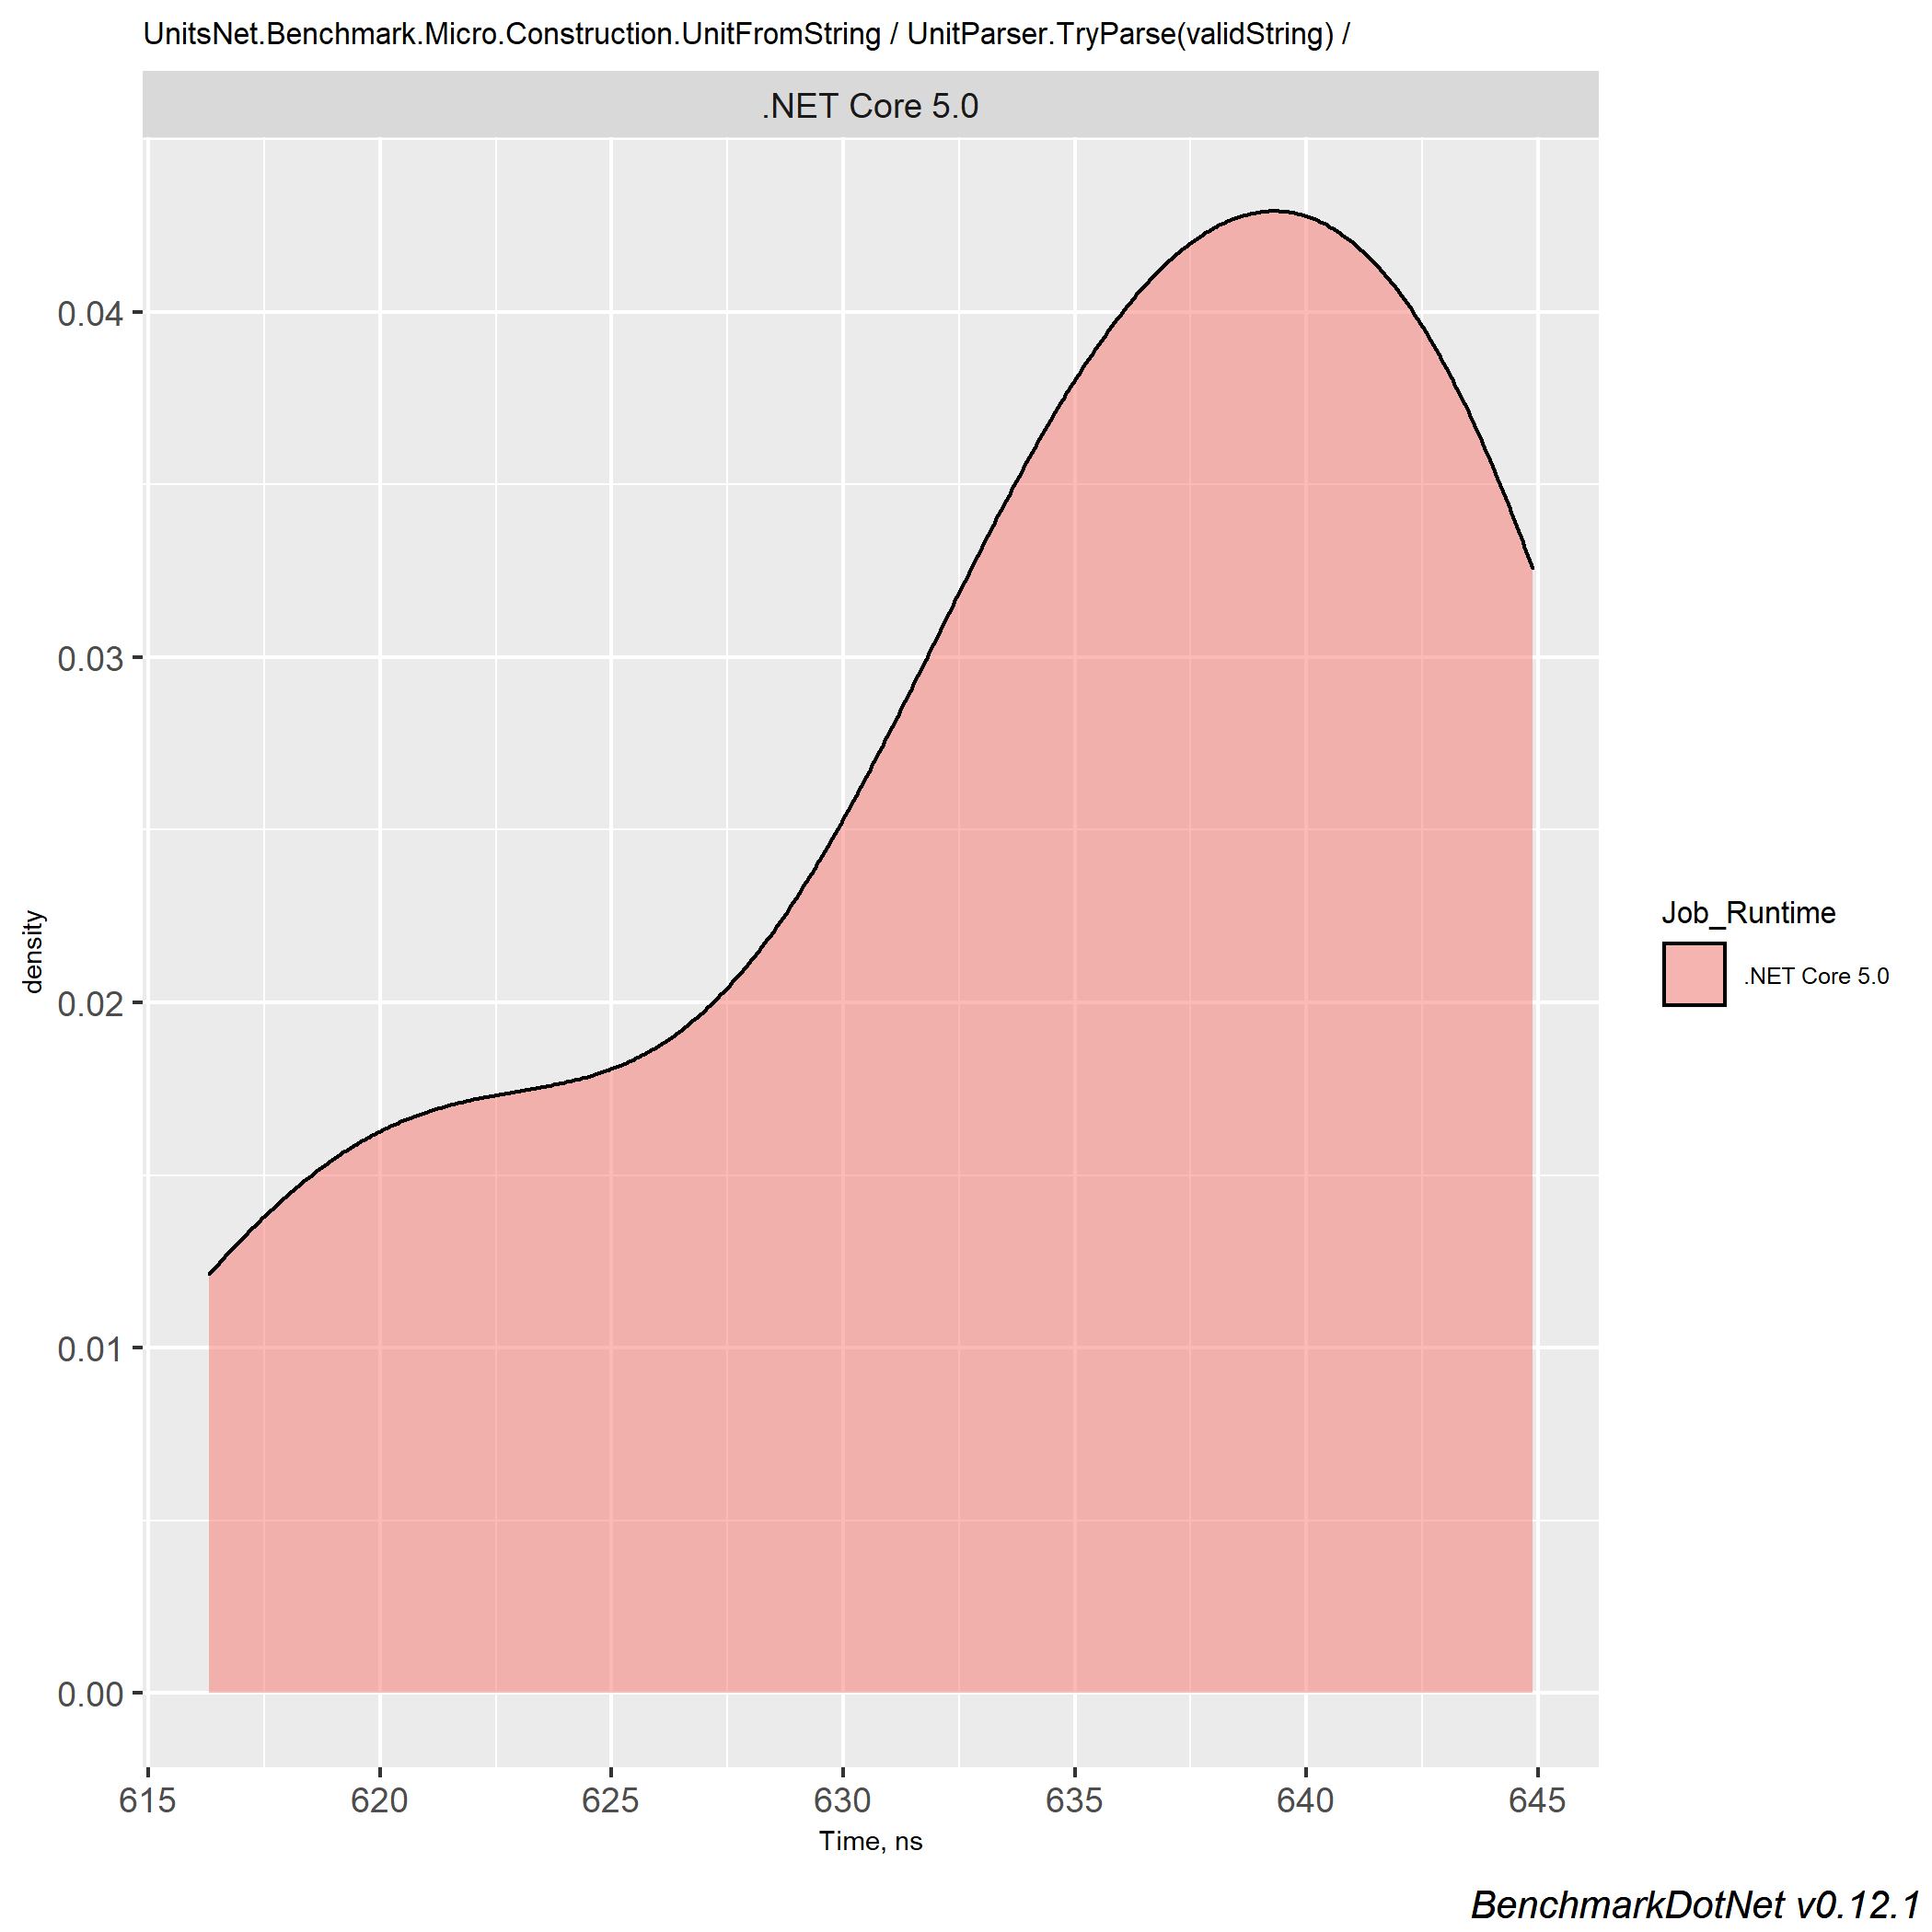 UnitsNet.Benchmark.Micro.Construction.UnitFromString / UnitParser.TryParse(validString) /
.NET Core 5.0
0.04
0.03
0.02
0.01
0.00
density
615 620 625 630 635 640 645
Time, ns
Job_Runtime
.NET Core 5.0
BenchmarkDotNet v0.12.1